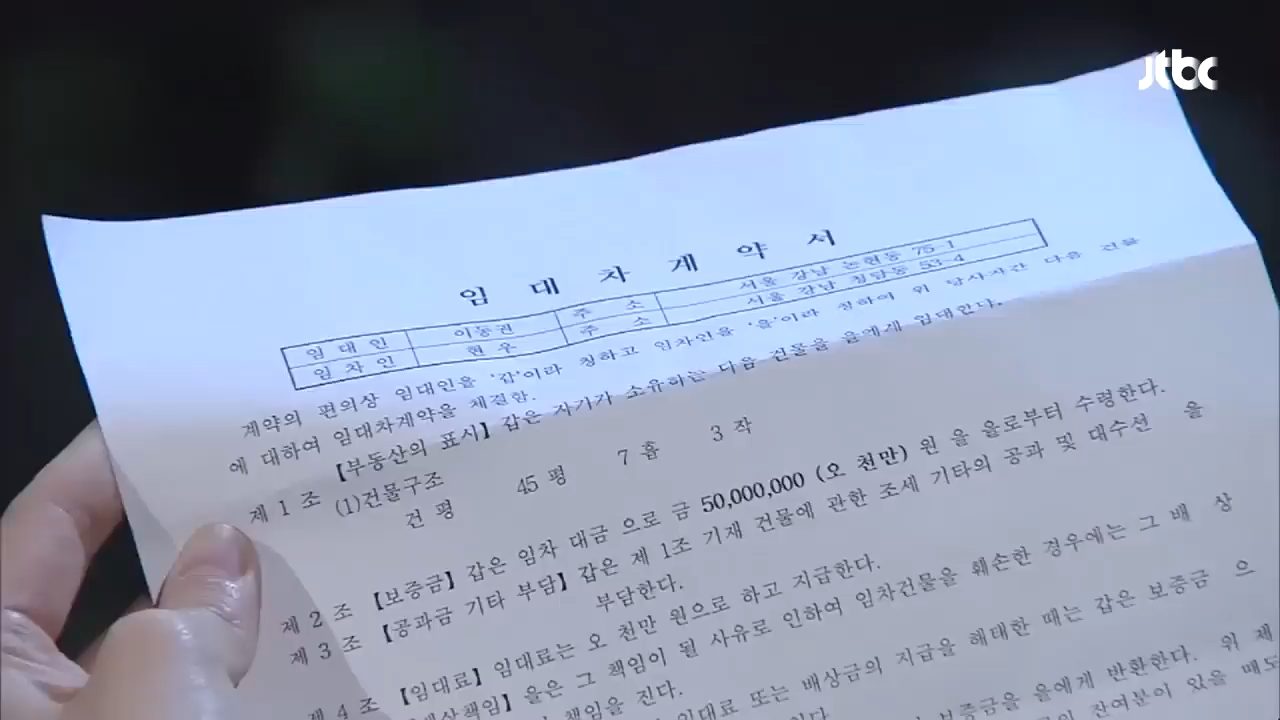 jtbc
임 대 차 계 약 서
임 대 인 이동권 주 소 서울 강남 논현동 75-1
임 차 인 현 우 주 소 서울 강남 청담동 53-4
계약의 편의상 임대인을 '갑'이라 칭하고 임차인을 '을'이라 칭하여 위 당사자간 다음 건물
에 대하여 임대차계약을 체결함.
제 1 조 【부동산의 표시】 갑은 자기가 소유하는 다음 건물을 을에게 임대한다.
(1)건물구조
건 평 45 평 7 홉 3 작
제 2 조 【보증금】 갑은 임차 대금 으로 금 50,000,000 (오 천만) 원 을 을로부터 수령한다.
제 3 조 【공과금 기타 부담】 갑은 제 1조 기재 건물에 관한 조세 기타의 공과 및 대수선 을
부담한다.
제 4 조 【임대료】 임대료는 오 천만 원으로 하고 지급한다.
배상책임】 을은 그 책임이 될 사유로 인하여 임차건물을 훼손한 경우에는 그 배 상
책임을 진다.
임대료 또는 배상금의 지급을 해태한 때는 갑은 보증금 으
보증금을 을에게 반환한다. 위 제
잔여분이 있을 때도